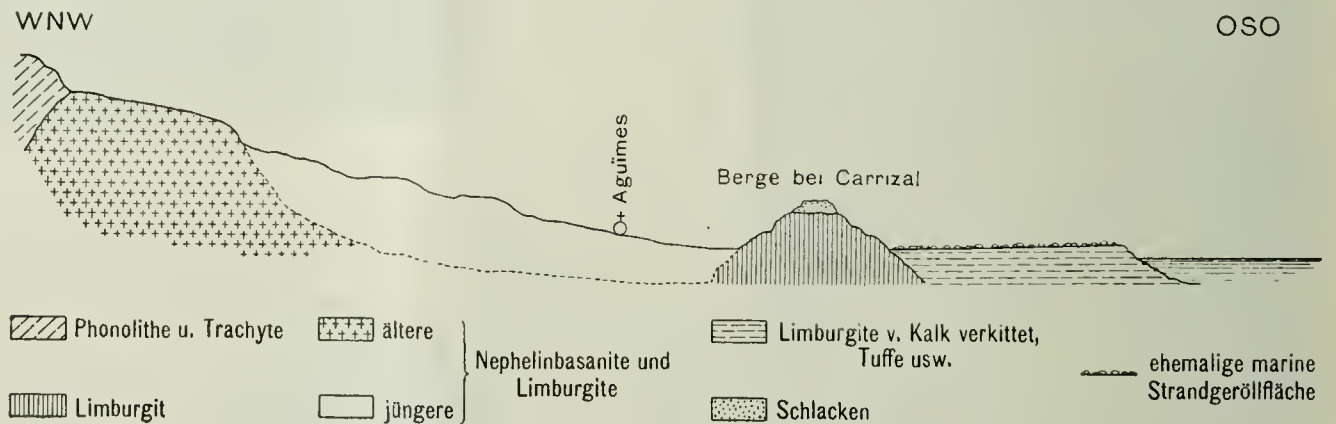 WNW
OSO
+ Agüimes
Berge bei Carrizal
Phonolithe u. Trachyte
Limburgit
ältere
jüngere
Nephelinbasanite und
Limburgite
Limburgite v. Kalk verkittet,
Tuffe usw.
Schlacken
ehemalige marine
Strandgeröllfläche